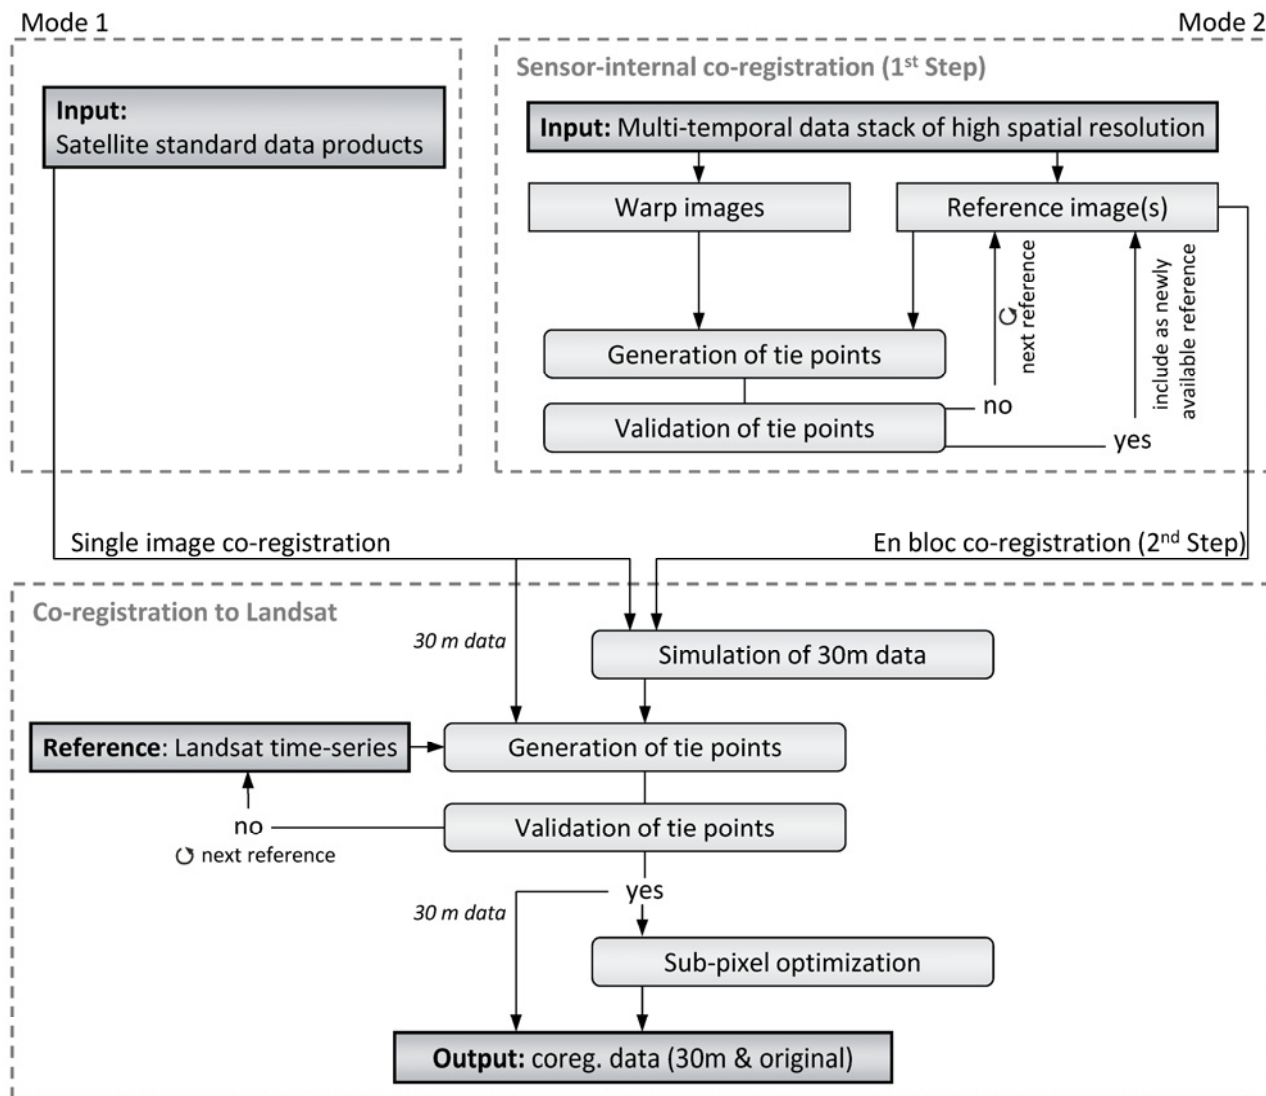 Mode 1
Mode 2
Sensor-internal co-registration (1st Step)
Input:
Satellite standard data products
Input: Multi-temporal data stack of high spatial resolution
Warp images
Reference image(s)
next reference
include as newly
available reference
Generation of tie points
Validation of tie points
no
yes
Single image co-registration
En bloc co-registration (2nd Step)
Co-registration to Landsat
30 m data
Simulation of 30m data
Reference: Landsat time-series
Generation of tie points
no
Validation of tie points
next reference
yes
30 m data
Sub-pixel optimization
Output: coreg. data (30m & original)